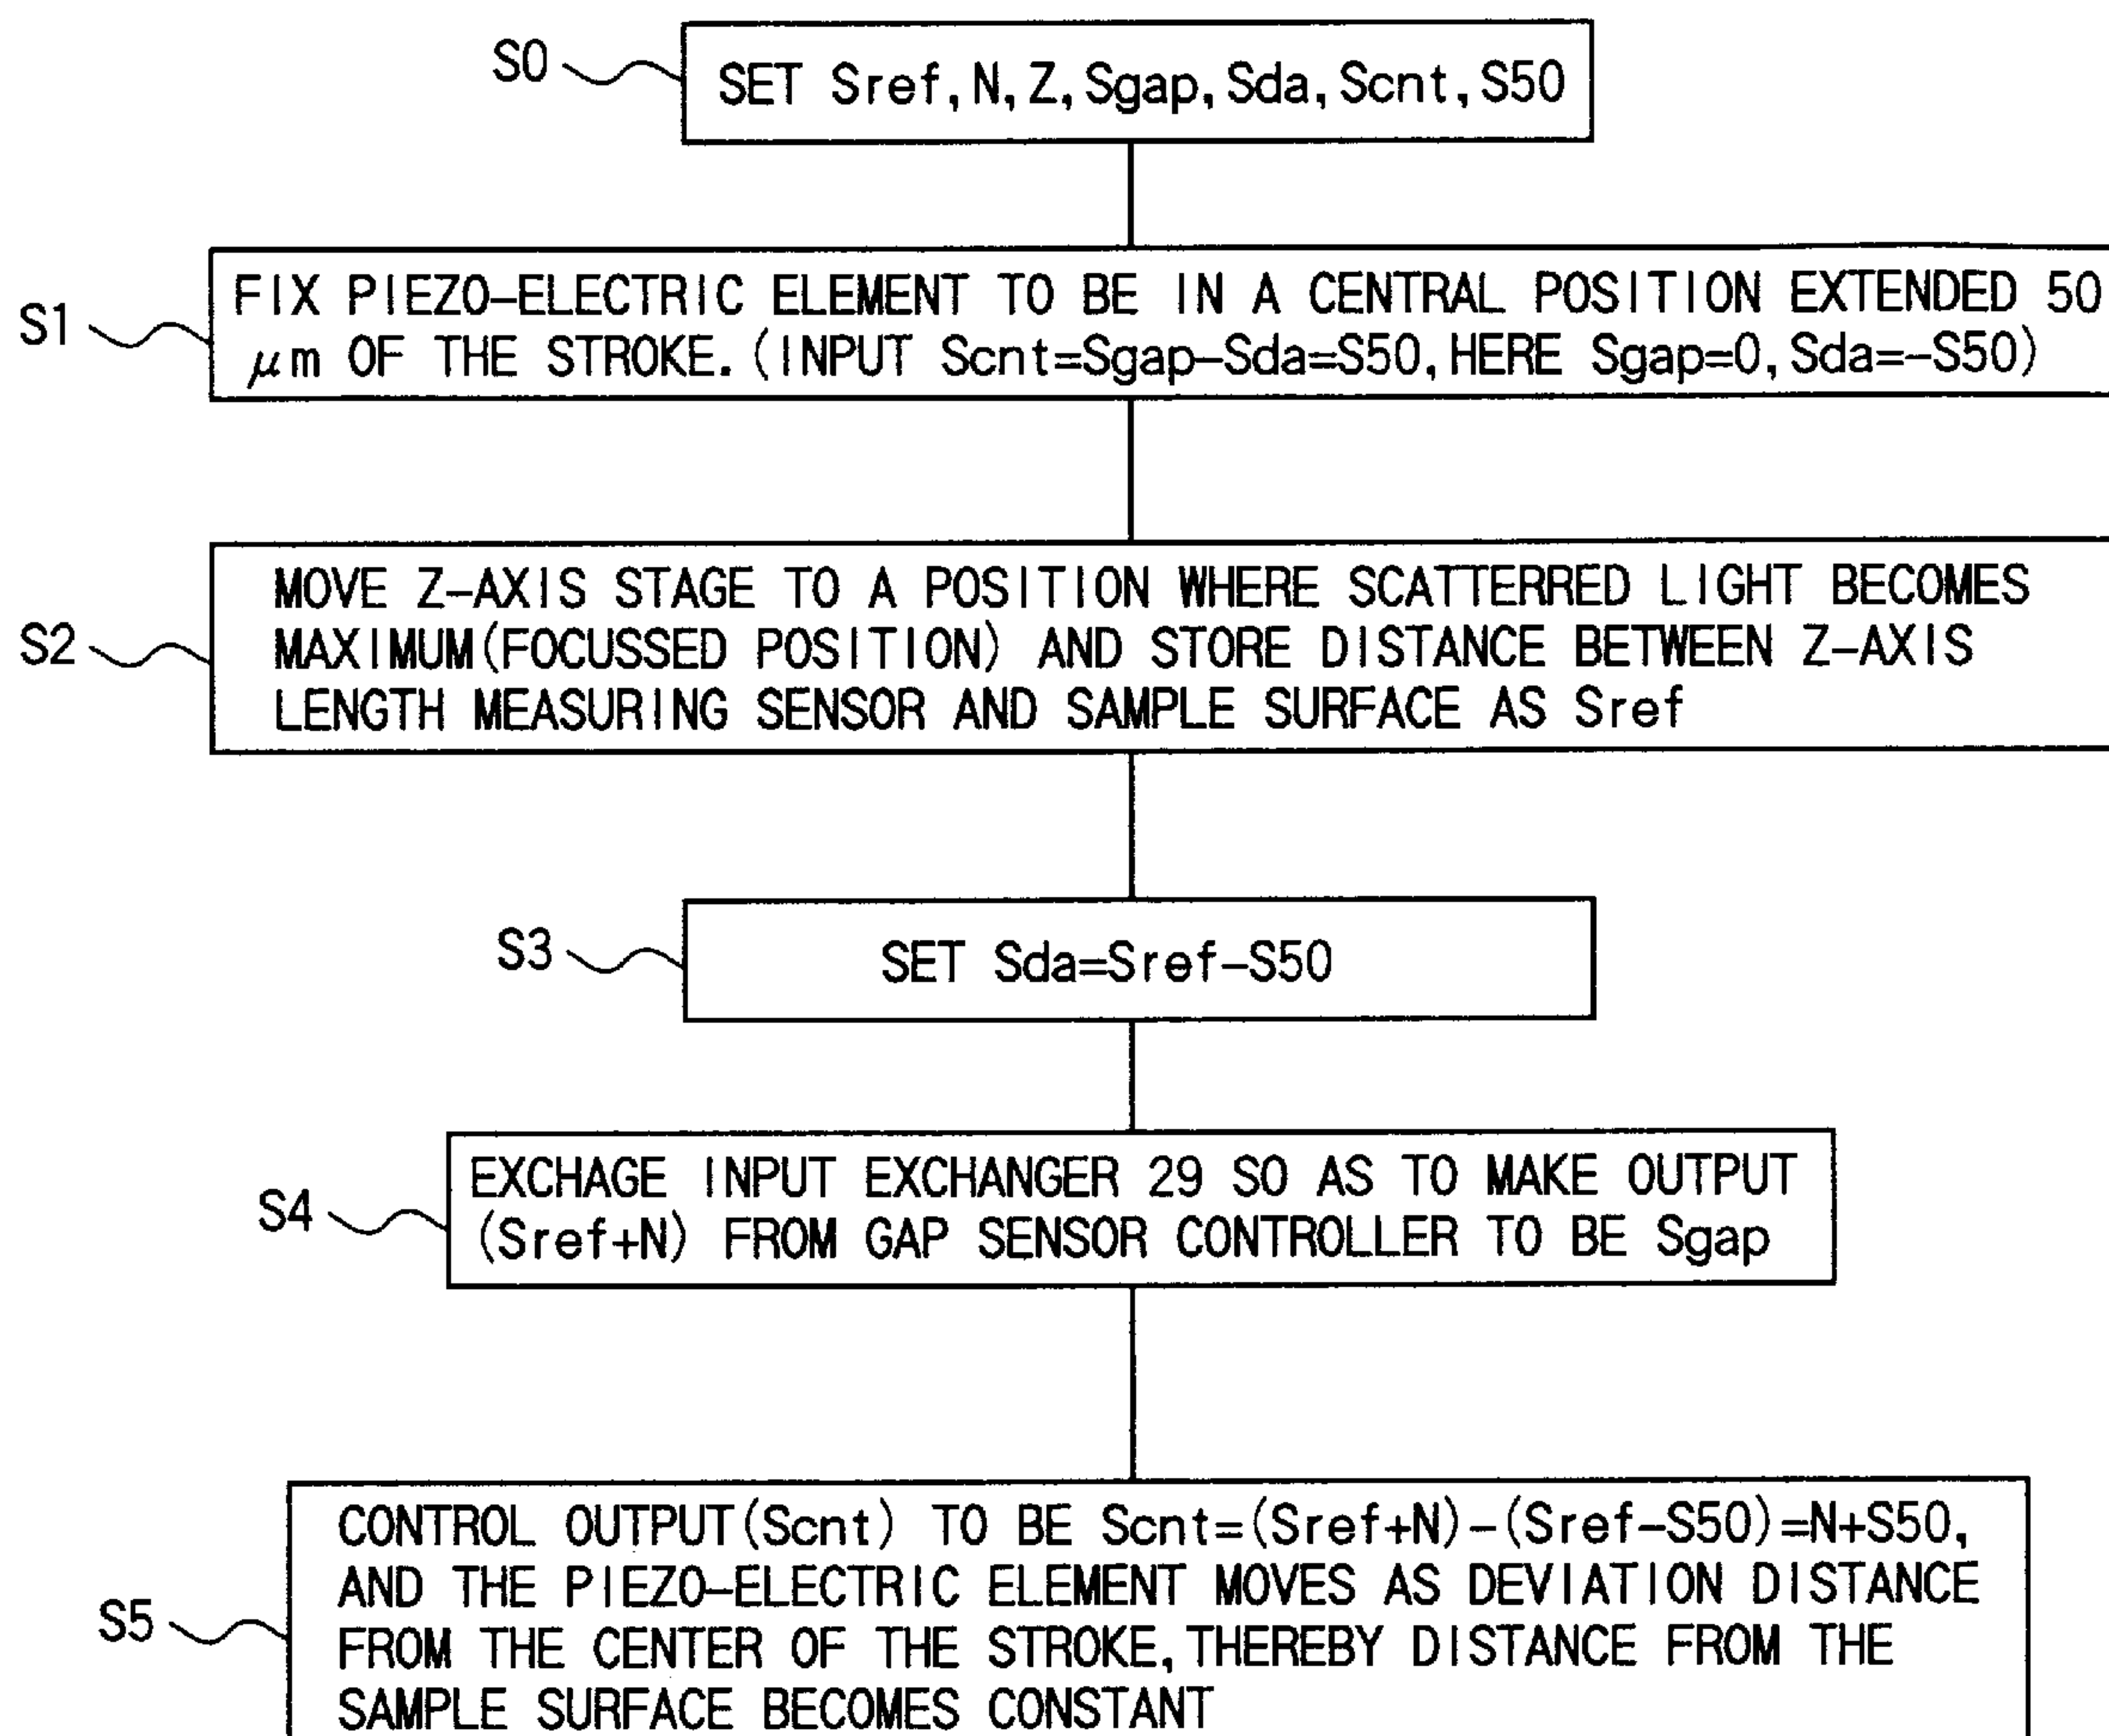 S0
SET Sref, N, Z, Sgap, Sda, Scnt, S50
S1
FIX PIEZO-ELECTRIC ELEMENT TO BE IN A CENTRAL POSITION EXTENDED 50
μm OF THE STROKE. (INPUT Scnt=Sgap-Sda=S50, HERE Sgap=0, Sda=-S50)
S2
MOVE Z-AXIS STAGE TO A POSITION WHERE SCATTERRED LIGHT BECOMES
MAXIMUM(FOCUSSED POSITION) AND STORE DISTANCE BETWEEN Z-AXIS
LENGTH MEASURING SENSOR AND SAMPLE SURFACE AS Sref
S3
SET Sda=Sref-S50
S4
EXCHAGE INPUT EXCHANGER 29 SO AS TO MAKE OUTPUT
(Sref+N) FROM GAP SENSOR CONTROLLER TO BE Sgap
S5
CONTROL OUTPUT(Scnt) TO BE Scnt=(Sref+N)-(Sref-S50)=N+S50,
AND THE PIEZO-ELECTRIC ELEMENT MOVES AS DEVIATION DISTANCE
FROM THE CENTER OF THE STROKE, THEREBY DISTANCE FROM THE
SAMPLE SURFACE BECOMES CONSTANT